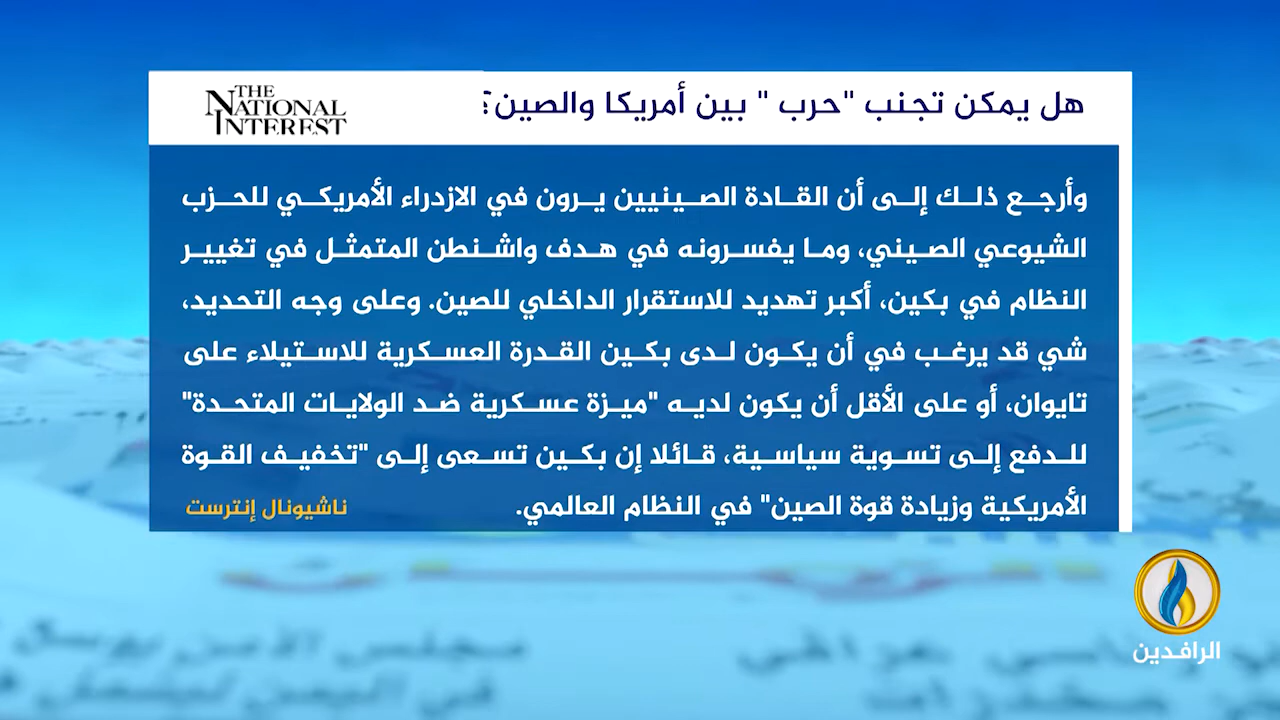 هل يمكن تجنب "حرب " بين أمريكا والصين؟
THE
NATIONAL
INTEREST
وأرجع ذلك إلى أن القادة الصينيين يرون في الازدراء الأمريكي للحزب
الشيوعي الصيني، وما يفسرونه في هدف واشنطن المتمثل في تغيير
النظام في بكين، أكبر تهديد للاستقرار الداخلي للصين. وعلى وجه التحديد،
شي قد يرغب في أن يكون لدى بكين القدرة العسكرية للاستيلاء على
تايوان، أو على الأقل أن يكون لديه "ميزة عسكرية ضد الولايات المتحدة"
للدفع إلى تسوية سياسية، قائلا إن بكين تسعى إلى "تخفيف القوة
الأمريكية وزيادة قوة الصين" في النظام العالمي.
ناشيونال إنترست
الرافدين
مجلس الأمن
في اليمن